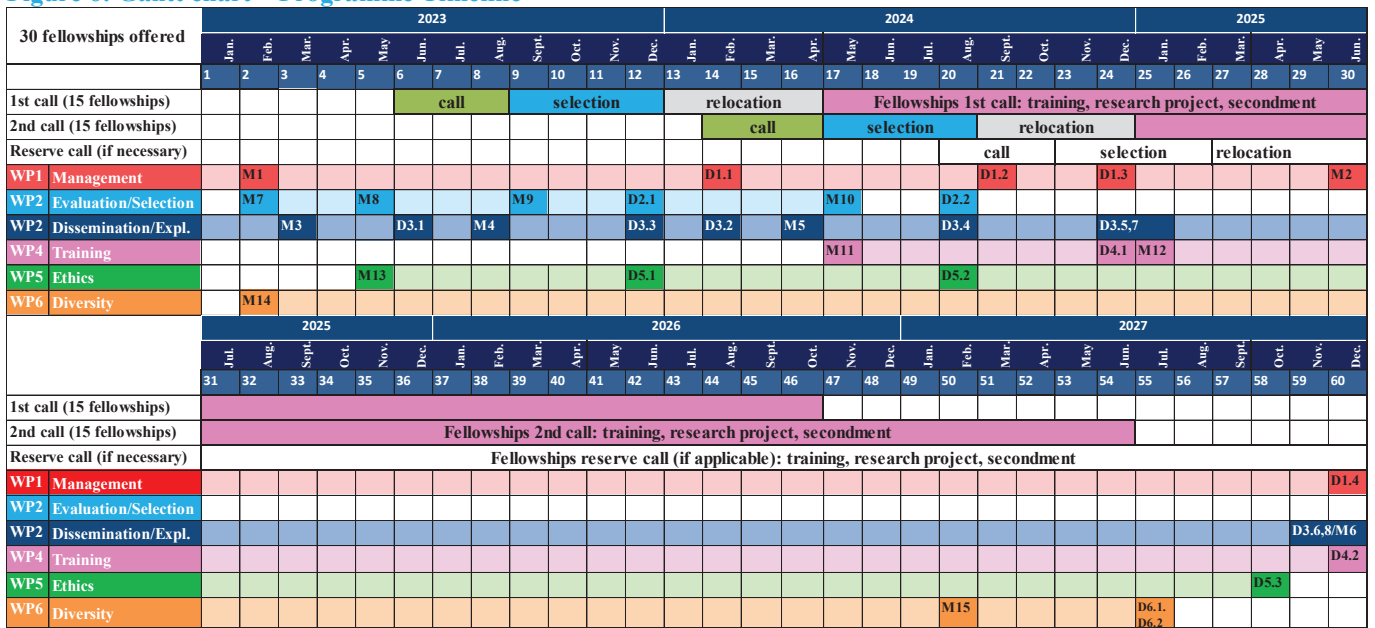 Figure 6: Gantt chart - Programme Timeline
30 fellowships offered
2023 2024 2025
Jan. Feb. Mar. Apr. May Jun. Jul. Aug. Sept. Oct. Nov. Dec. Jan. Feb. Mar. Apr. May Jun. Jul. Aug. Sept. Oct. Nov. Dec. Jan. Feb. Mar. Apr. May Jun.
1 2 3 4 5 6 7 8 9 10 11 12 13 14 15 16 17 18 19 20 21 22 23 24 25 26 27 28 29 30
1st call (15 fellowships) call selection relocation Fellowships 1st call: training, research project, secondment
2nd call (15 fellowships) call selection relocation
Reserve call (if necessary) call selection relocation
WP1 Management M1 D1.1 D1.2 D1.3 M2
WP2 Evaluation/Selection M7 M8 M9 D2.1 M10 D2.2
WP2 Dissemination/Expl. M3 D3.1 M4 D3.3 D3.2 M5 D3.4 D3.5,7
WP4 Training M11 D4.1 M12
WP5 Ethics M13 D5.1 D5.2
WP6 Diversity M14
2025 2026 2027
Jul. Aug. Sept. Oct. Nov. Dec. Jan. Feb. Mar. Apr. May Jun. Jul. Aug. Sept. Oct. Nov. Dec. Jan. Feb. Mar. Apr. May Jun. Jul. Aug. Sept. Oct. Nov. Dec.
31 32 33 34 35 36 37 38 39 40 41 42 43 44 45 46 47 48 49 50 51 52 53 54 55 56 57 58 59 60
1st call (15 fellowships)
2nd call (15 fellowships) Fellowships 2nd call: training, research project, secondment
Reserve call (if necessary) Fellowships reserve call (if applicable): training, research project, secondment
WP1 Management D1.4
WP2 Evaluation/Selection
WP2 Dissemination/Expl. D3.6,8/M6
WP4 Training D4.2
WP5 Ethics D5.3
WP6 Diversity M15 D6.1.
D6.2